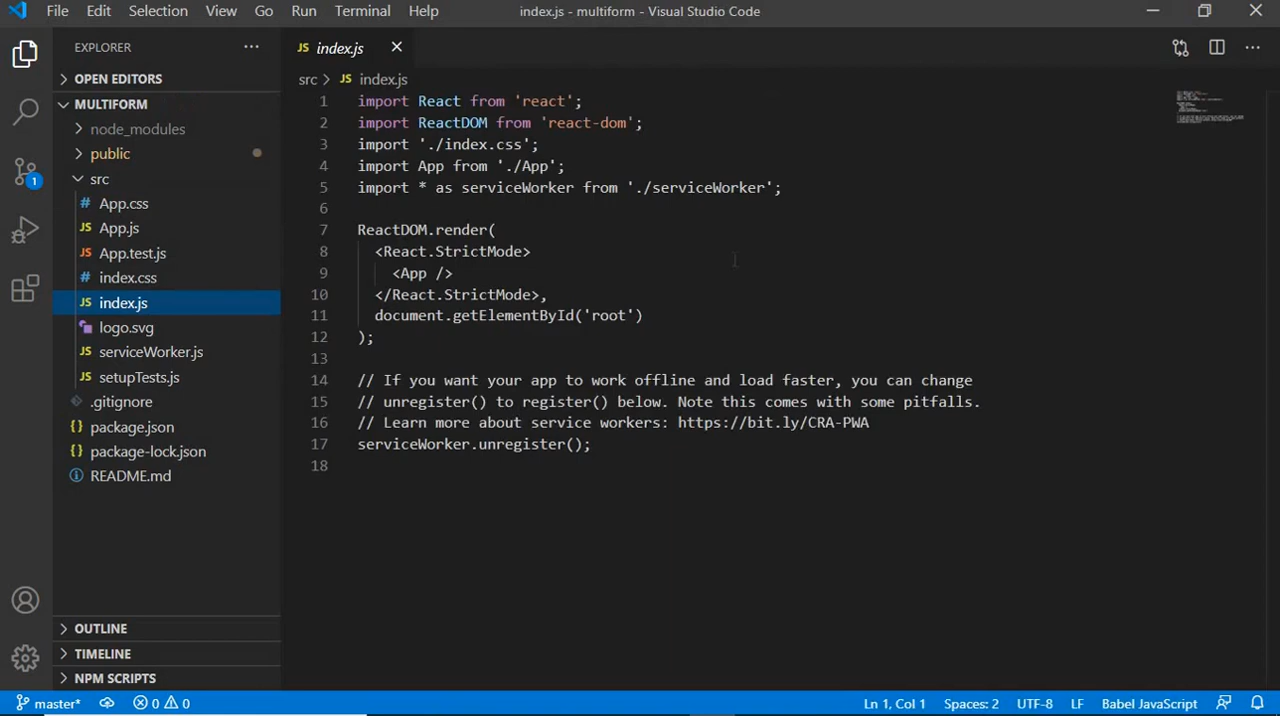 File Edit Selection View Go Run Terminal Help index.js - multiform - Visual Studio Code
EXPLORER
OPEN EDITORS
MULTIFORM
node_modules
public
src
# App.css
JS App.js
JS App.test.js
# index.css
JS index.js
logo.svg
JS serviceWorker.js
JS setupTests.js
.gitignore
{} package.json
{} package-lock.json
README.md
OUTLINE
TIMELINE
NPM SCRIPTS
1
JS index.js
src > JS index.js
1 import React from 'react';
2 import ReactDOM from 'react-dom';
3 import './index.css';
4 import App from './App';
5 import * as serviceWorker from './serviceWorker';
6
7 ReactDOM.render(
8 <React.StrictMode>
9 <App />
10 </React.StrictMode>,
11 document.getElementById('root')
12 );
13
14 // If you want your app to work offline and load faster, you can change
15 // unregister() to register() below. Note this comes with some pitfalls.
16 // Learn more about service workers: https://bit.ly/CRA-PWA
17 serviceWorker.unregister();
18
master* 0 0 Ln 1, Col 1 Spaces: 2 UTF-8 LF Babel JavaScript